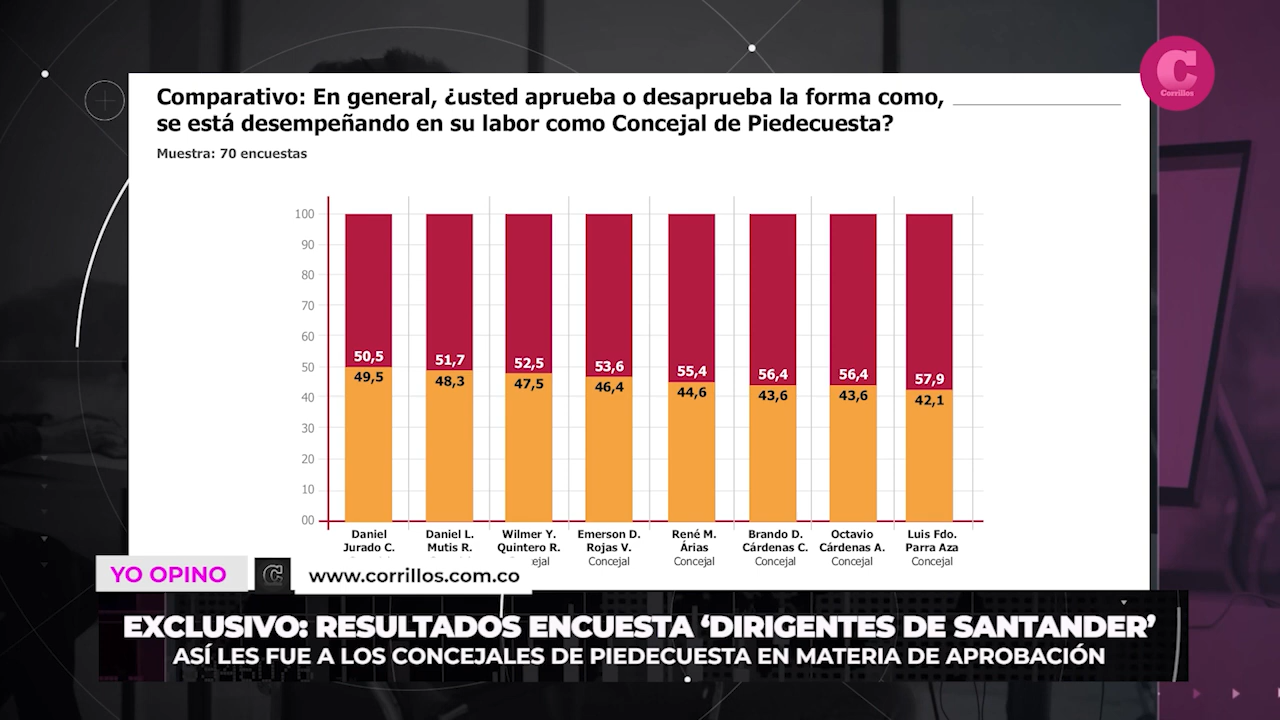 Comparativo: En general, ¿usted aprueba o desaprueba la forma como,
se está desempeñando en su labor como Concejal de Piedecuesta?
Muestra: 70 encuestas
C
Corrillos
100
90
80
70
60
50
40
30
20
10
00
50,5 51,7 52,5 53,6 55,4 56,4 56,4 57,9
49,5 48,3 47,5 46,4 44,6 43,6 43,6 42,1
Daniel Daniel L. Wilmer Y. Emerson D. René M. Brando D. Octavio Luis Fdo.
Jurado C. Mutis R. Quintero R. Rojas V. Árias Cárdenas C. Cárdenas A. Parra Aza
Concejal Concejal Concejal Concejal Concejal
YO OPINO
www.corrillos.com.co
EXCLUSIVO: RESULTADOS ENCUESTA ‘DIRIGENTES DE SANTANDER’
ASÍ LES FUE A LOS CONCEJALES DE PIEDECUESTA EN MATERIA DE APROBACIÓN